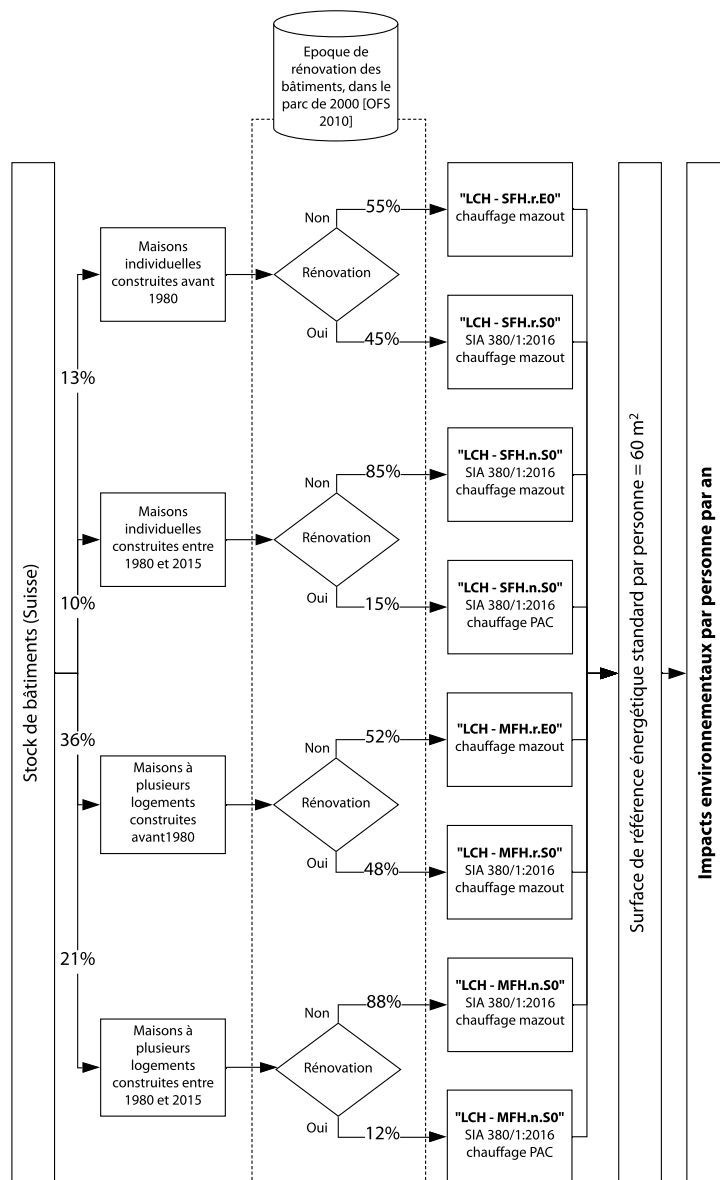 Epoque de
rénovation des
bâtiments, dans le
parc de 2000 [OFS
2010]
Stock de bâtiments (Suisse)
13%
10%
36%
21%
Maisons
individuelles
construites avant
1980
Non
Rénovation
Oui
55%
45%
"LCH - SFH.r.E0"
chauffage mazout
"LCH - SFH.r.S0"
SIA 380/1:2016
chauffage mazout
Maisons
individuelles
construites entre
1980 et 2015
Non
Rénovation
Oui
85%
15%
"LCH - SFH.n.S0"
SIA 380/1:2016
chauffage mazout
"LCH - SFH.n.S0"
SIA 380/1:2016
chauffage PAC
Maisons à
plusieurs
logements
construites
avant1980
Non
Rénovation
Oui
52%
48%
"LCH - MFH.r.E0"
chauffage mazout
"LCH - MFH.r.S0"
SIA 380/1:2016
chauffage mazout
Maisons à
plusieurs
logements
construites entre
1980 et 2015
Non
Rénovation
Oui
88%
12%
"LCH - MFH.n.S0"
SIA 380/1:2016
chauffage mazout
"LCH - MFH.n.S0"
SIA 380/1:2016
chauffage PAC
Surface de référence énergétique standard par personne = 60 m²
Impacts environnementaux par personne par an